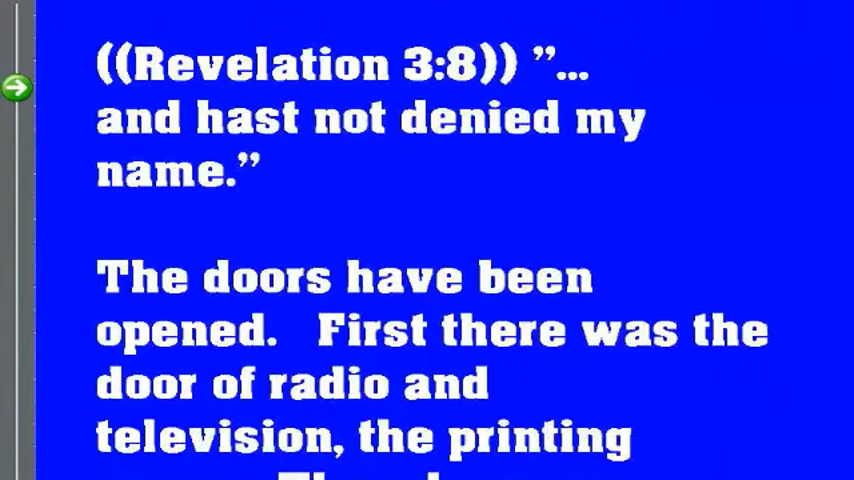 ((Revelation 3:8)) ”...
and hast not denied my
name.”
The doors have been
opened.   First there was the
door of radio and
television, the printing